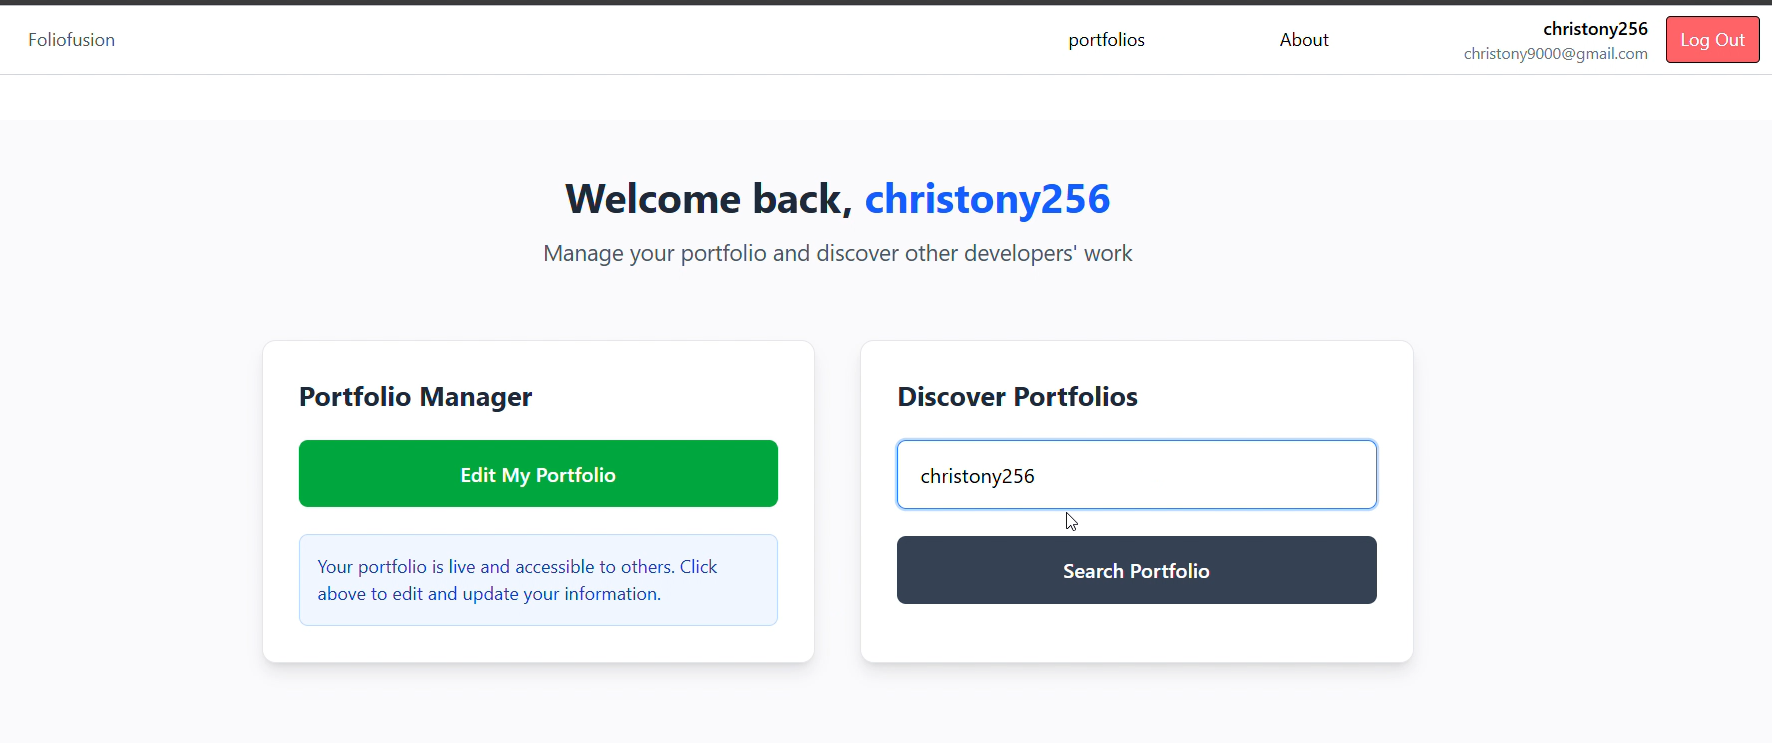 Foliofusion
portfolios
About
christony256
christony9000@gmail.com
Log Out
Welcome back, christony256
Manage your portfolio and discover other developers' work
Portfolio Manager
Edit My Portfolio
Your portfolio is live and accessible to others. Click
above to edit and update your information.
Discover Portfolios
christony256
Search Portfolio